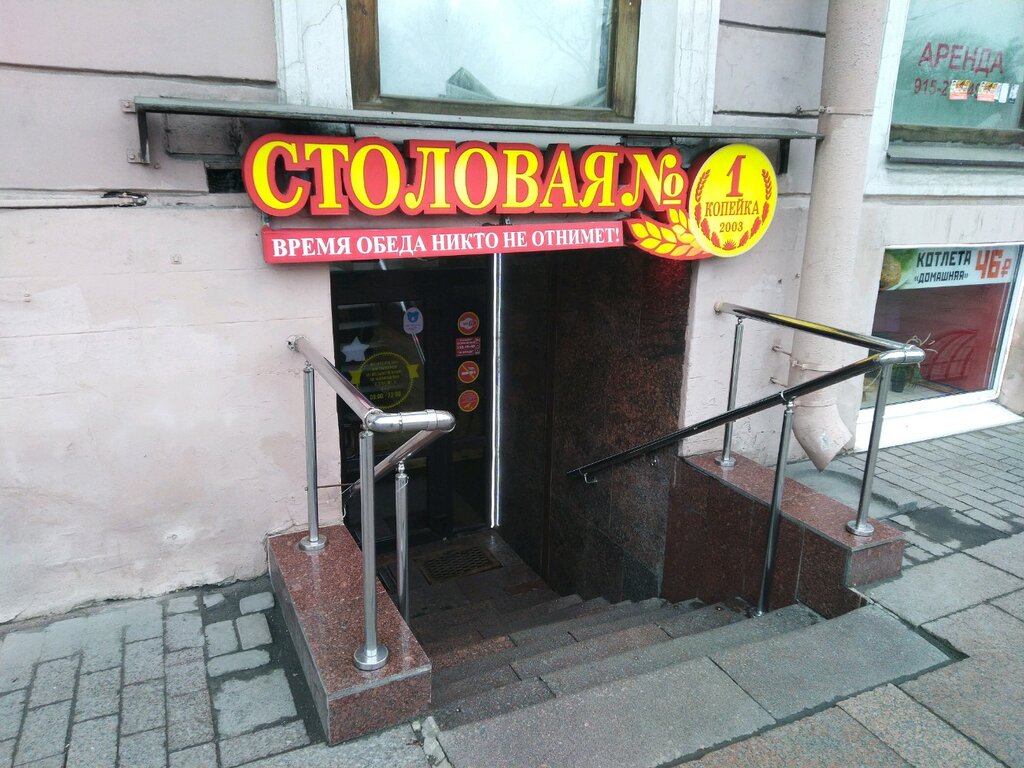 СТОЛОВАЯ №
1
КОПЕЙКА
2003
ВРЕМЯ ОБЕДА НИКТО НЕ ОТНИМЕТ!
АРЕНДА
КОТЛЕТА
«ДОМАШНЯЯ»
46₽